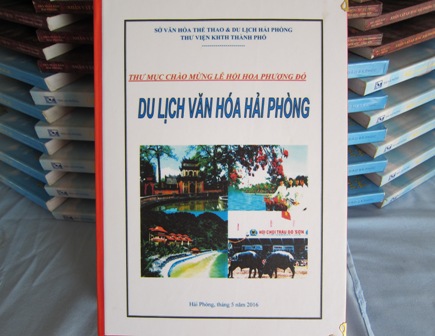 SỞ VĂN HÓA THỂ THAO & DU LỊCH HẢI PHÒNG
THƯ VIỆN KHTH THÀNH PHỐ
THƯ MỤC CHÀO MỪNG LỄ HỘI HOA PHƯỢNG ĐỎ
DU LỊCH VĂN HÓA HẢI PHÒNG
HỘI CHỌI TRÂU ĐỒ SƠN
Hải Phòng, tháng 5 năm 2016